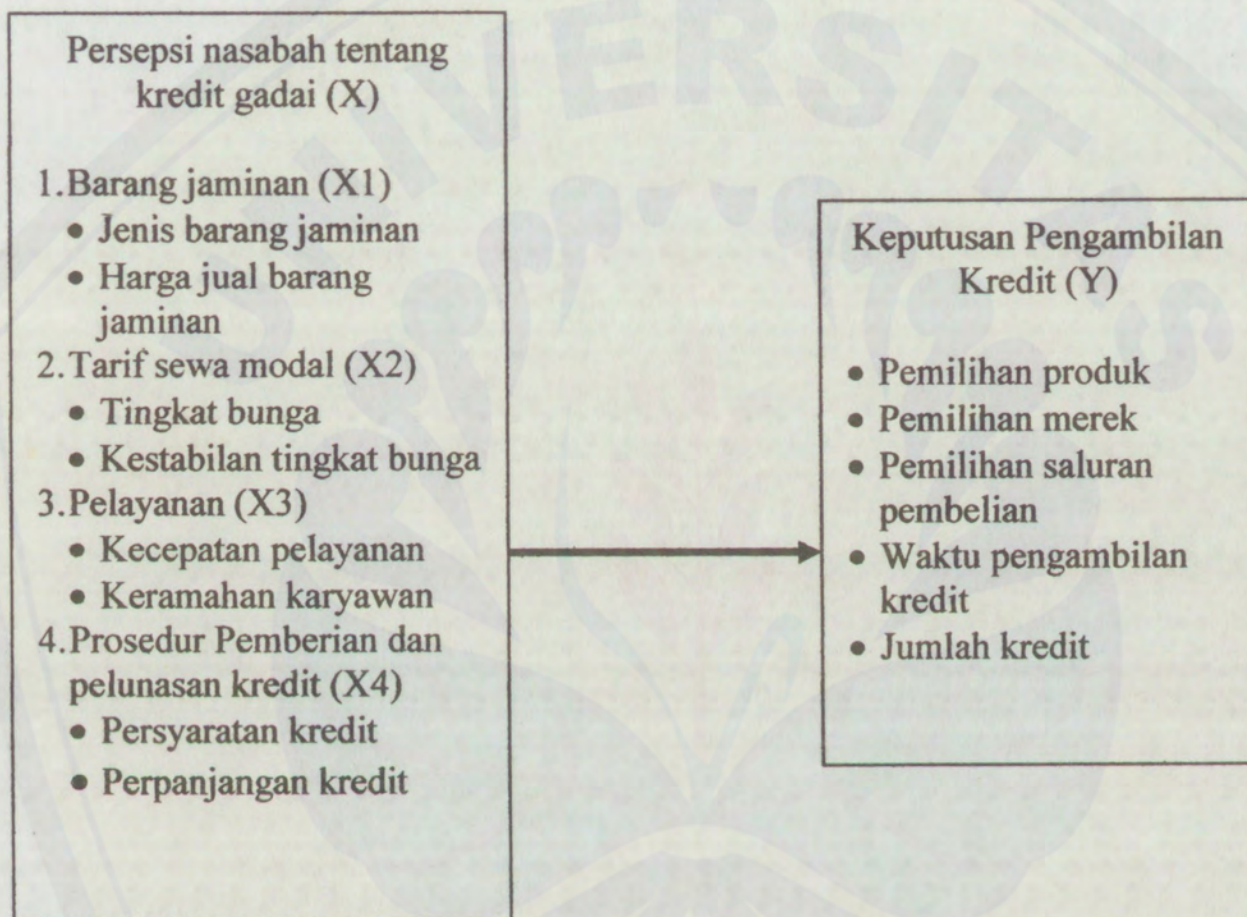 Persepsi nasabah tentang
kredit gadai (X)
1.Barang jaminan (X1)
• Jenis barang jaminan
• Harga jual barang
jaminan
2.Tarif sewa modal (X2)
• Tingkat bunga
• Kestabilan tingkat bunga
3.Pelayanan (X3)
• Kecepatan pelayanan
• Keramahan karyawan
4.Prosedur Pemberian dan
pelunasan kredit (X4)
• Persyaratan kredit
• Perpanjangan kredit
Keputusan Pengambilan
Kredit (Y)
• Pemilihan produk
• Pemilihan merek
• Pemilihan saluran
pembelian
• Waktu pengambilan
kredit
• Jumlah kredit
UNIVERSITAS